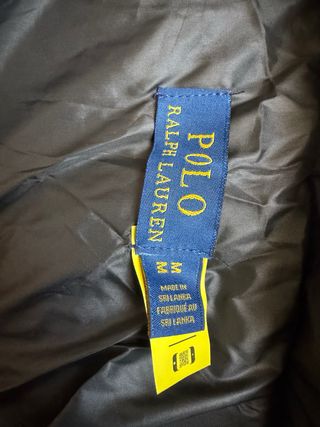 POLO
RALPH LAUREN
M
M
MADE IN
SRI LANKA
FABRIQUÉ AU
SRI LANKA